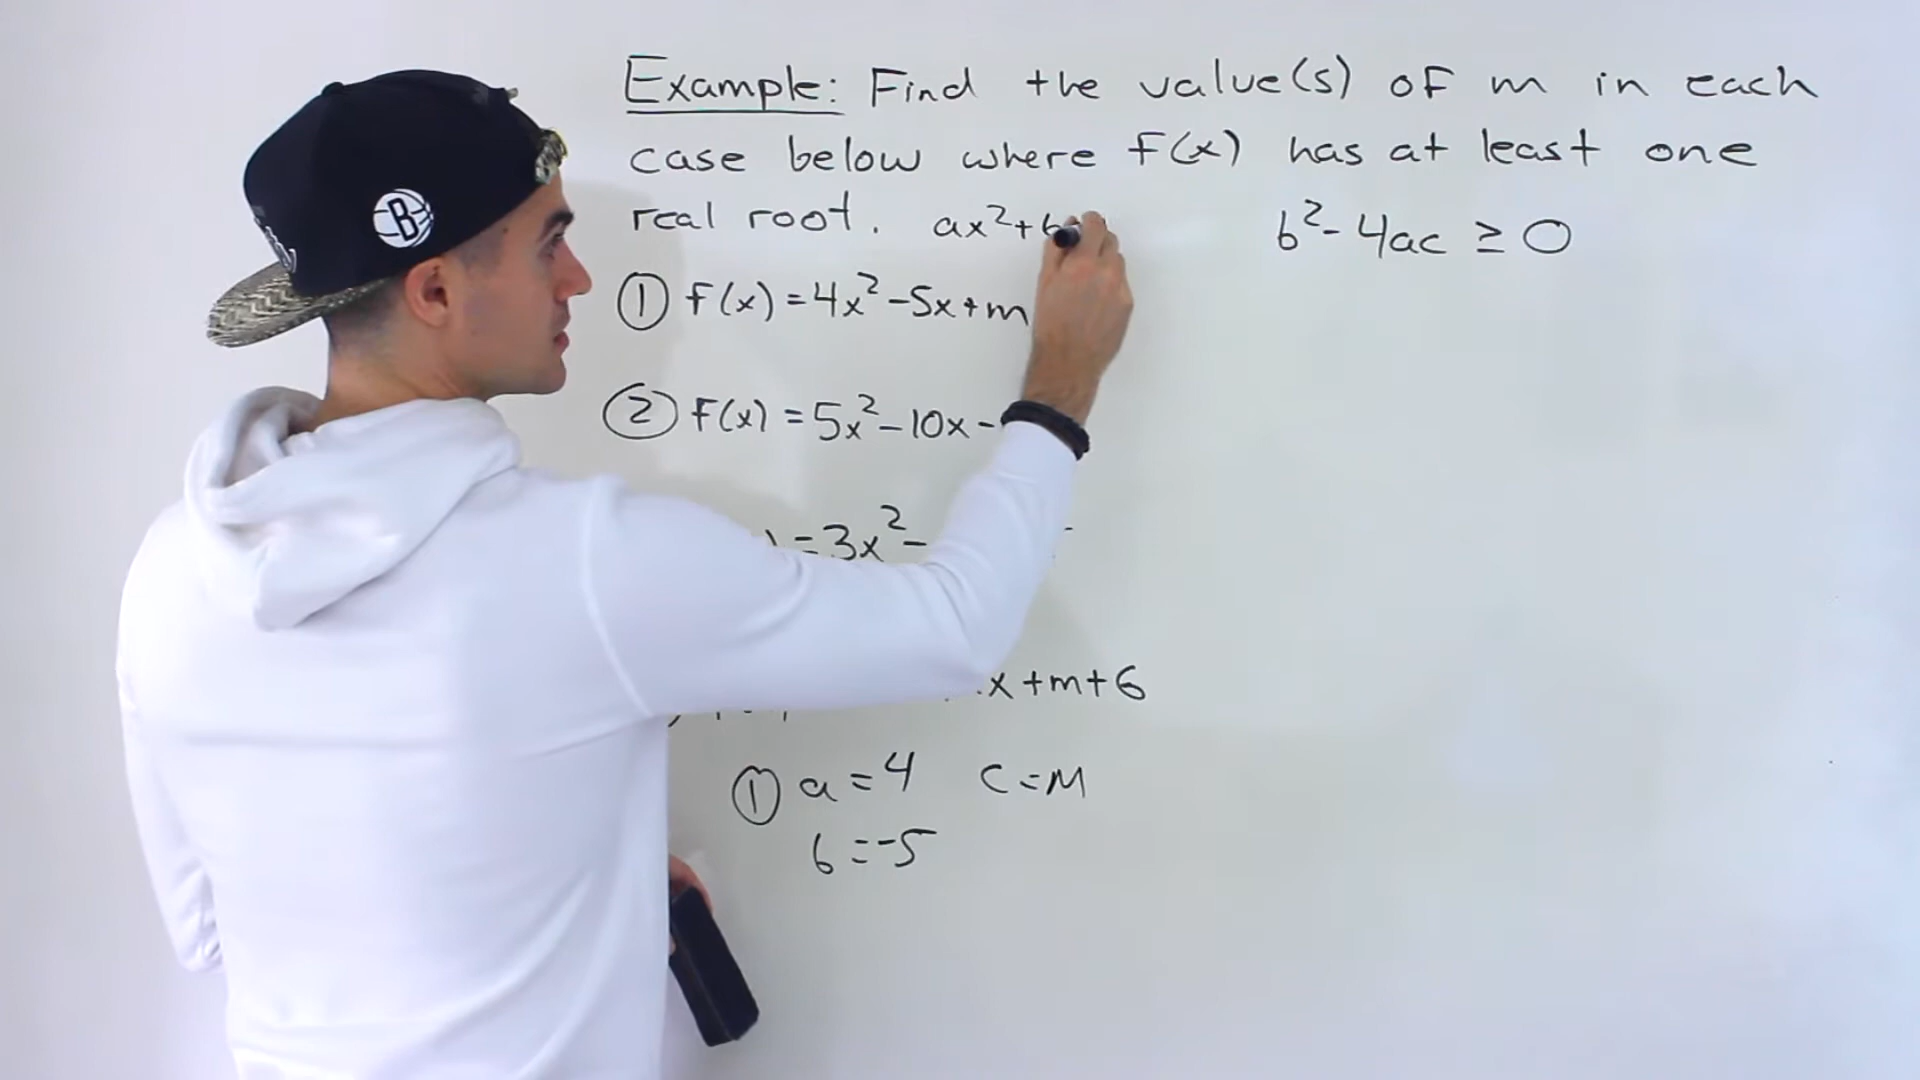 Example: Find the value(s) of m in each
case below where f(x) has at least one
real root. ax²+b b²-4ac ≥ 0
① f(x) = 4x²-5x+m
② f(x) = 5x²-10x-
) = 3x²-
x+m+6
① a=4 c=m
b=-5
B